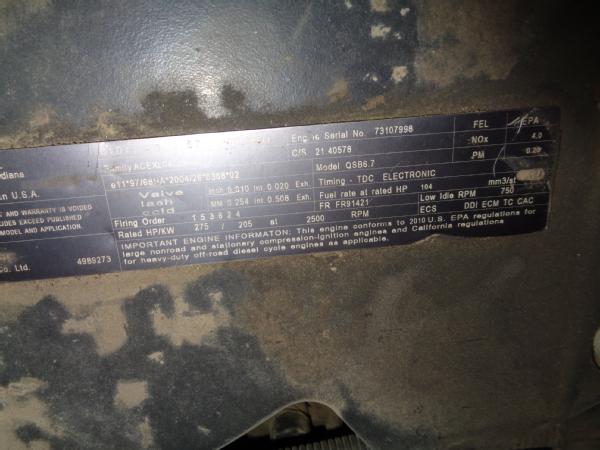 Engine Serial No. 73107998
FEL EPA
NOx 4.0
PM 0.20
C/S 21.40578
Model QSB6.7
Timing - TDC ELECTRONIC
Fuel rate at rated HP 104 mm3/st
FR FR91421
Low Idle RPM 750
ECS DDI ECM TC CAC
Valve Inch 0.010 Int. 0.020 Exh.
lash
cold MM 0.254 Int. 0.508 Exh.
Firing Order 1 5 3 6 2 4
Rated HP/KW 275 / 205 at 2500 RPM
IMPORTANT ENGINE INFORMATON: This engine conforms to 2010 U.S. EPA regulations for
large nonroad and stationary compression-ignition engines and California regulations
for heavy-duty off-road diesel cycle engines as applicable.
dians
in U.S.A.
AND WARRANTY IS VOIDED
EXCEED PUBLISHED
MODEL AND APPLICATION.
Co. Ltd. 4989273